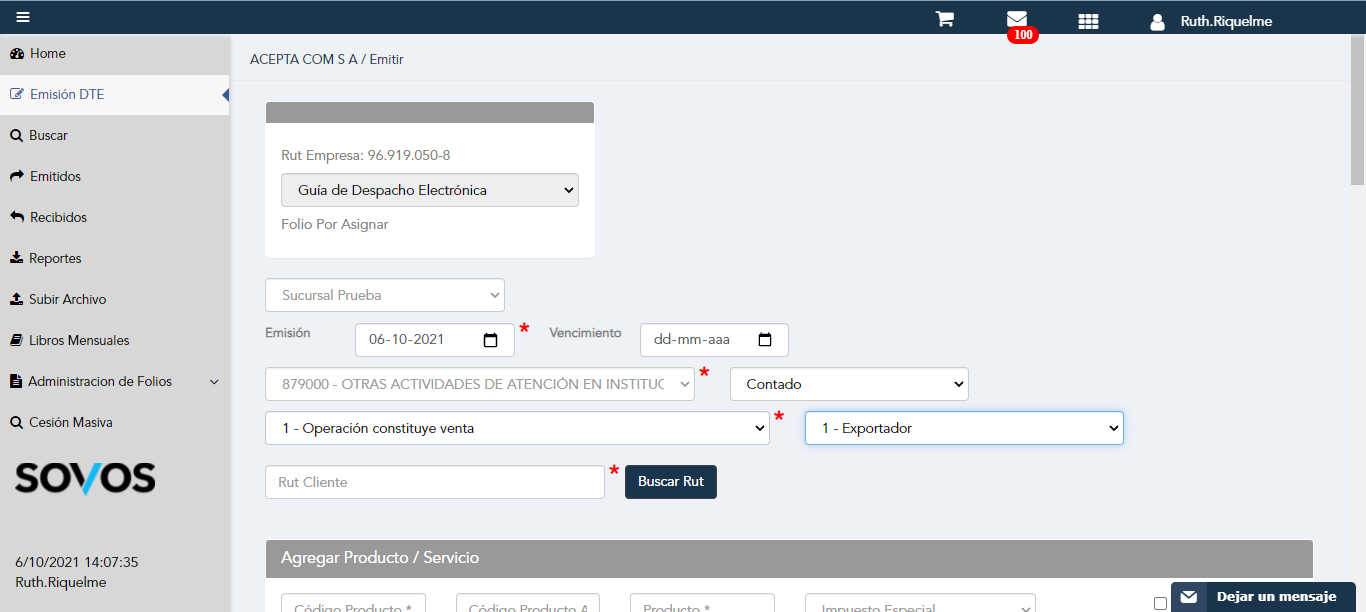 100
Ruth.Riquelme
Home
Emisión DTE
Buscar
Emitidos
Recibidos
Reportes
Subir Archivo
Libros Mensuales
Administracion de Folios
Cesión Masiva
SOVOS
6/10/2021 14:07:35
Ruth.Riquelme
ACEPTA COM S A / Emitir
Rut Empresa: 96.919.050-8
Guía de Despacho Electrónica
Folio Por Asignar
Sucursal Prueba
Emisión 06-10-2021 * Vencimiento dd-mm-aaa
879000 - OTRAS ACTIVIDADES DE ATENCIÓN EN INSTITUC * Contado
1 - Operación constituye venta * 1 - Exportador
Rut Cliente * Buscar Rut
Agregar Producto / Servicio
Código Producto * Código Producto A Producto * Impuesto Especial
Dejar un mensaje